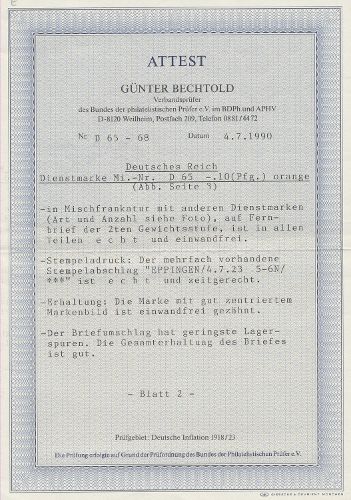 ATTEST
GÜNTER BECHTOLD
Verbandsprüfer
des Bundes der philatelistischen Prüfer e.V. im BDPh und APHV
D-8120 Weilheim, Postfach 709, Telefon 0881/4472
Nr. D 65 - 68 Datum 4.7.1990
Deutsches Reich
Dienstmarke Mi.-Nr. D 65 -.10(Pfg.) orange
(Abb. Seite 3)
-in Mischfrankatur mit anderen Dienstmarken
(Art und Anzahl siehe Foto), auf Fern-
brief der 2ten Gewichtsstufe, ist in allen
Teilen e c h t und einwandfrei.
-Stempeladruck: Der mehrfach vorhandene
Stempelabschlag "EPPINGEN/4.7.23 5-6N/
***" ist e c h t und zeitgerecht.
-Erhaltung: Die Marke mit gut zentriertem
Markenbild ist einwandfrei gezähnt.
-Der Briefumschlag hat geringste Lager-
spuren. Die Gesamterhaltung des Briefes
ist gut.
- Blatt 2 -
Prüfgebiet: Deutsche Inflation 1918/23
Die Prüfung erfolgte auf Grund der Prüfordnung des Bundes der Philatelistischen Prüfer e.V.